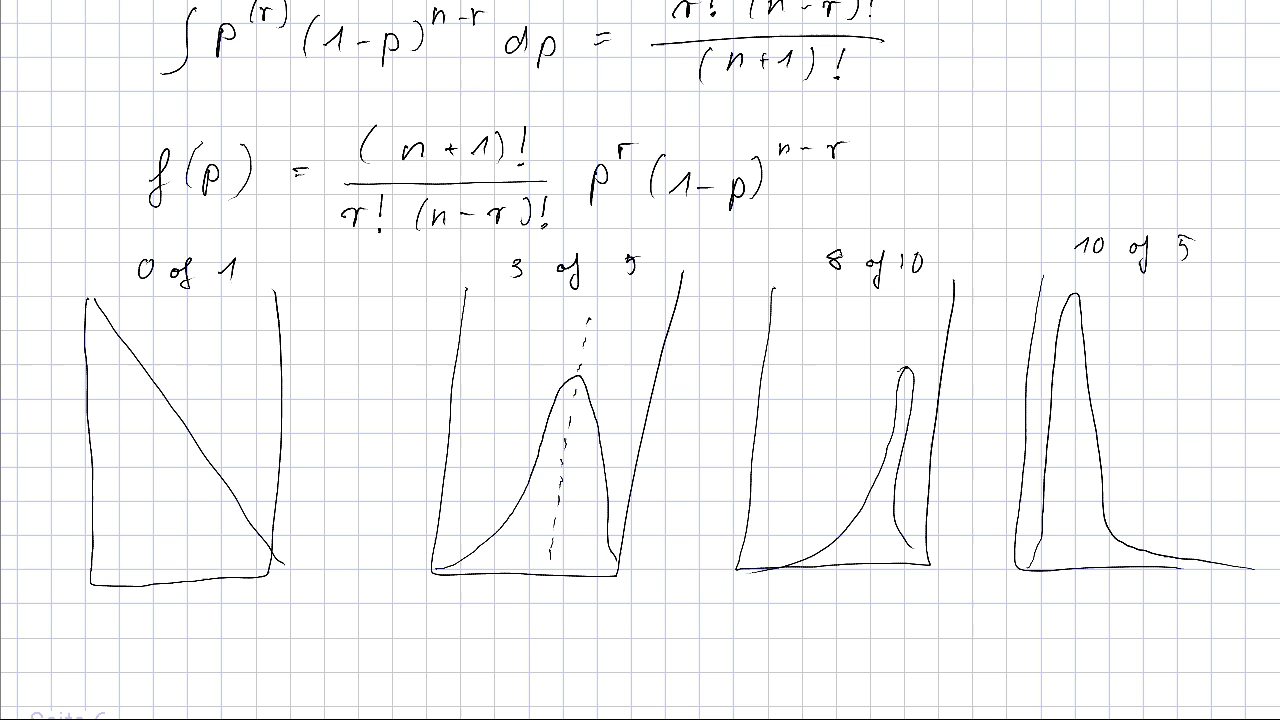 ∫ p^(r) (1-p)^(n-r) dp = r! (n-r)! / (n+1)!
f(p) = (n+1)! / r! (n-r)! p^r (1-p)^(n-r)
0 of 1 3 of 5 8 of 10 10 of 5